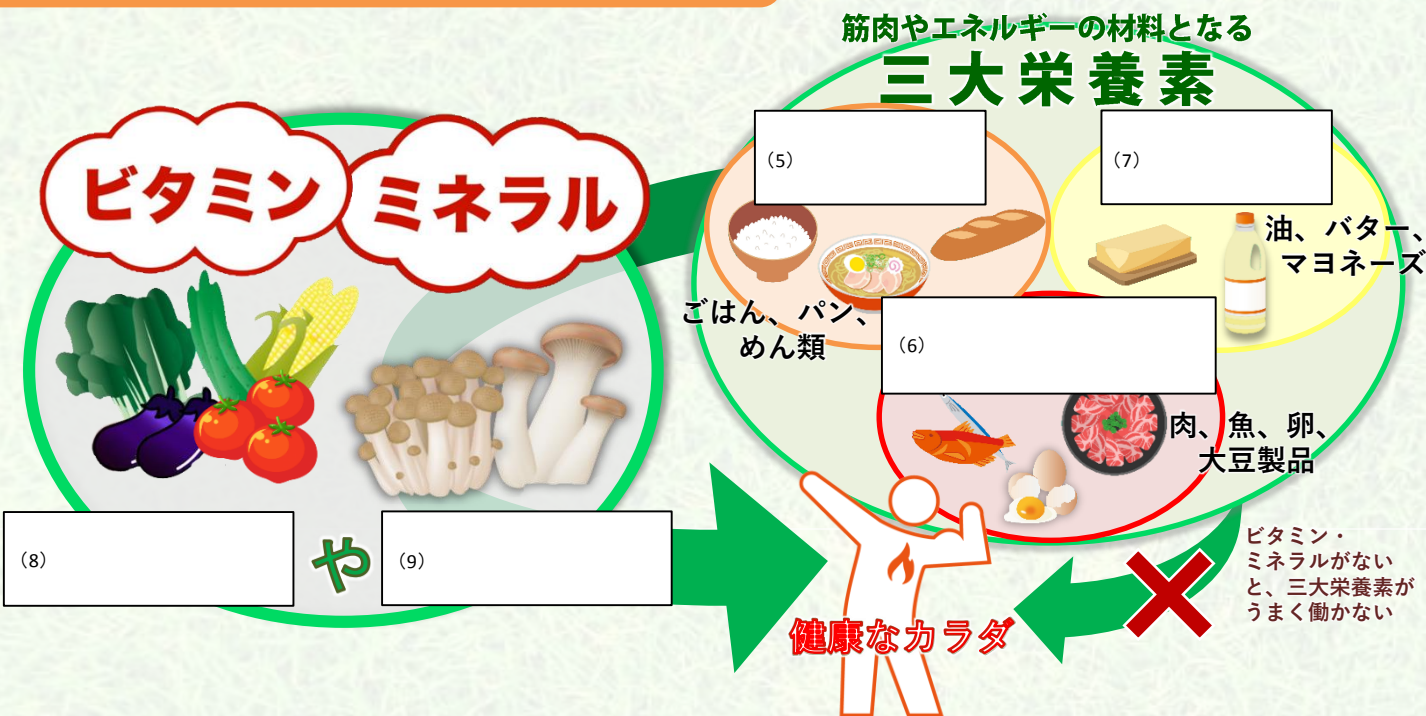 ビタミン
ミネラル
(8)
や
(9)
筋肉やエネルギーの材料となる
三大栄養素
(5)
ごはん、パン、
めん類
(7)
油、バター、
マヨネーズ
(6)
肉、魚、卵、
大豆製品
健康なカラダ
ビタミン・
ミネラルがない
と、三大栄養素が
うまく働かない